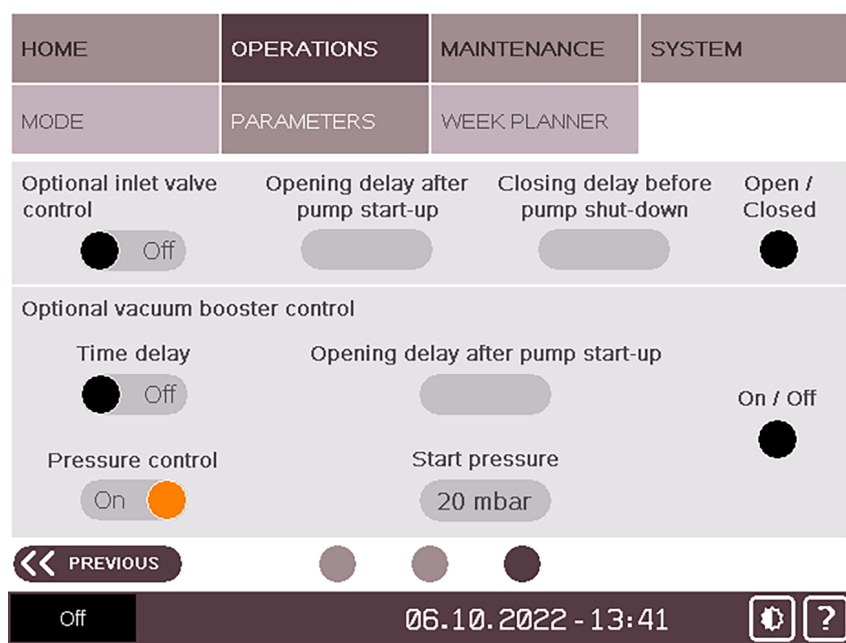 HOME OPERATIONS MAINTENANCE SYSTEM
MODE PARAMETERS WEEK PLANNER
Optional inlet valve control
Opening delay after pump start-up
Closing delay before pump shut-down
Open / Closed
Off
Optional vacuum booster control
Time delay Opening delay after pump start-up
Off
On / Off
Pressure control Start pressure
On 20 mbar
PREVIOUS
Off 06.10.2022 - 13:41 ?